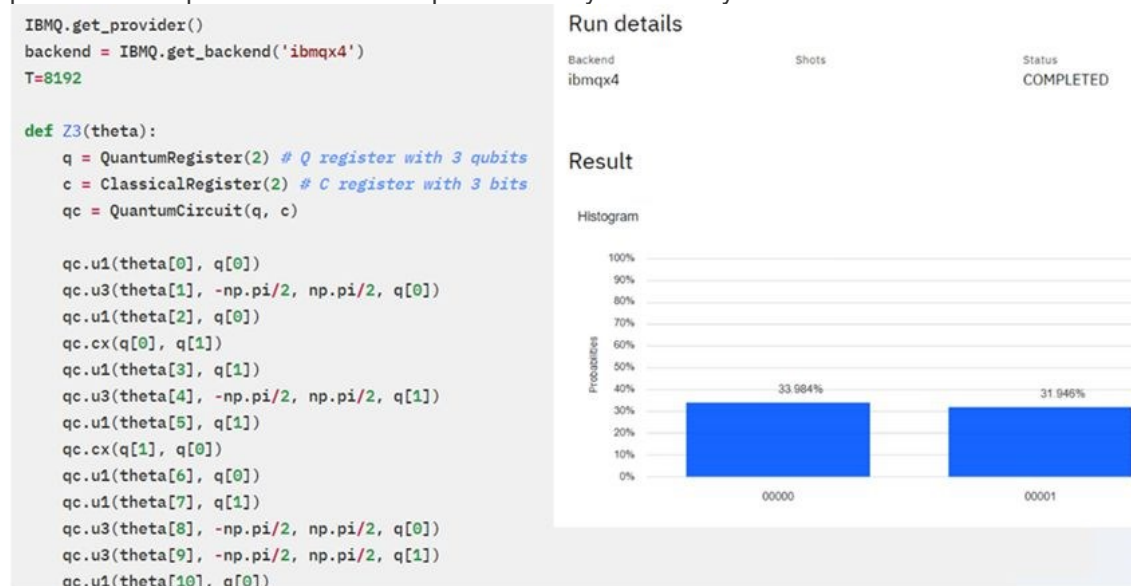 IBMQ.get_provider()
backend = IBMQ.get_backend('ibmqx4')
T=8192
def Z3(theta):
q = QuantumRegister(2) # Q register with 3 qubits
c = ClassicalRegister(2) # C register with 3 bits
qc = QuantumCircuit(q, c)
qc.u1(theta[0], q[0])
qc.u3(theta[1], -np.pi/2, np.pi/2, q[0])
qc.u1(theta[2], q[0])
qc.cx(q[0], q[1])
qc.u1(theta[3], q[1])
qc.u3(theta[4], -np.pi/2, np.pi/2, q[1])
qc.u1(theta[5], q[1])
qc.cx(q[1], q[0])
qc.u1(theta[6], q[0])
qc.u1(theta[7], q[1])
qc.u3(theta[8], -np.pi/2, np.pi/2, q[0])
qc.u3(theta[9], -np.pi/2, np.pi/2, q[1])
qc.u1(theta[10], q[0])
Run details
Backend Shots Status
ibmqx4 COMPLETED
Result
Histogram
100%
90%
80%
70%
60%
50%
40%
30%
20%
10%
0%
Probabilities
33.984% 31.946%
00000 00001